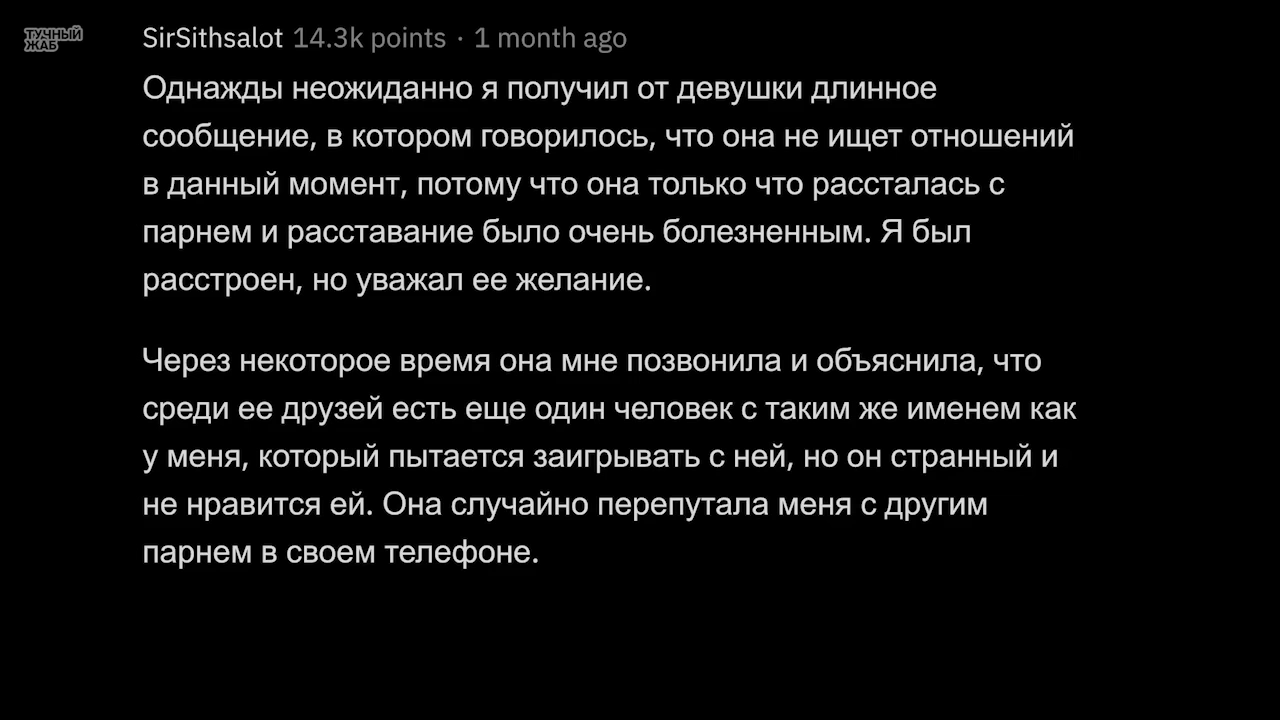 ТУЧНЫЙ
ЖАБ
SirSithsalot 14.3k points · 1 month ago
Однажды неожиданно я получил от девушки длинное
сообщение, в котором говорилось, что она не ищет отношений
в данный момент, потому что она только что рассталась с
парнем и расставание было очень болезненным. Я был
расстроен, но уважал ее желание.
Через некоторое время она мне позвонила и объяснила, что
среди ее друзей есть еще один человек с таким же именем как
у меня, который пытается заигрывать с ней, но он странный и
не нравится ей. Она случайно перепутала меня с другим
парнем в своем телефоне.